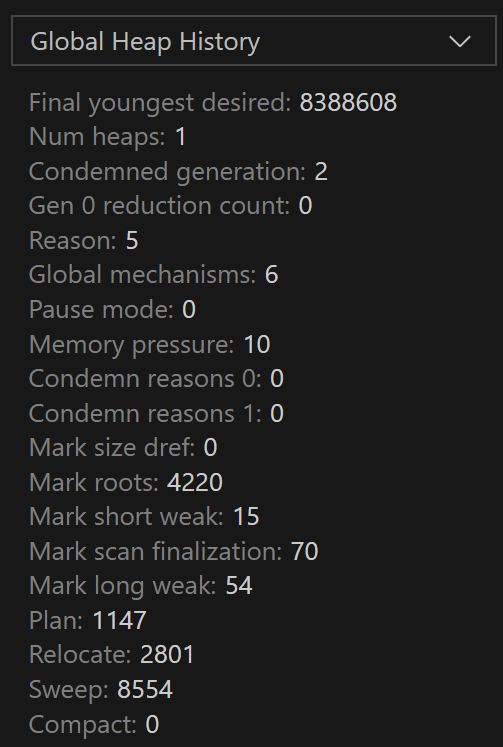 Global Heap History
Final youngest desired: 8388608
Num heaps: 1
Condemned generation: 2
Gen 0 reduction count: 0
Reason: 5
Global mechanisms: 6
Pause mode: 0
Memory pressure: 10
Condemn reasons 0: 0
Condemn reasons 1: 0
Mark size dref: 0
Mark roots: 4220
Mark short weak: 15
Mark scan finalization: 70
Mark long weak: 54
Plan: 1147
Relocate: 2801
Sweep: 8554
Compact: 0